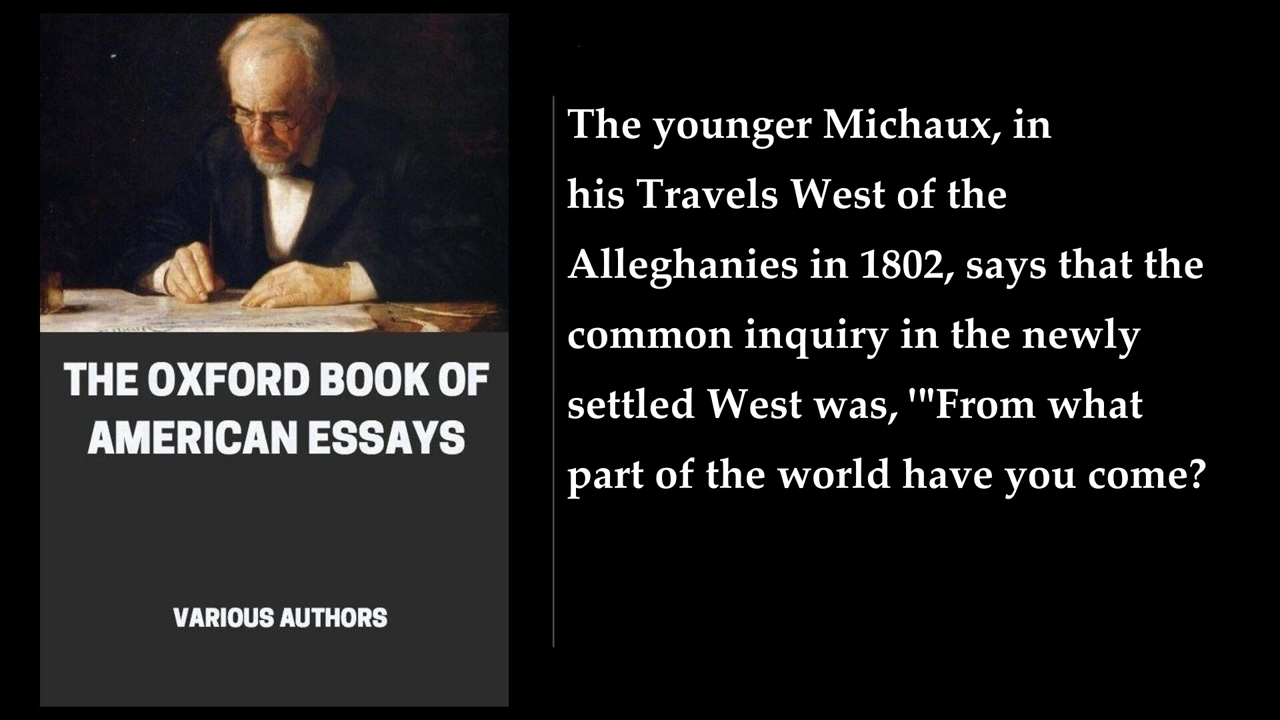 THE OXFORD BOOK OF
AMERICAN ESSAYS
VARIOUS AUTHORS
The younger Michaux, in
his Travels West of the
Alleghanies in 1802, says that the
common inquiry in the newly
settled West was, '"From what
part of the world have you come?